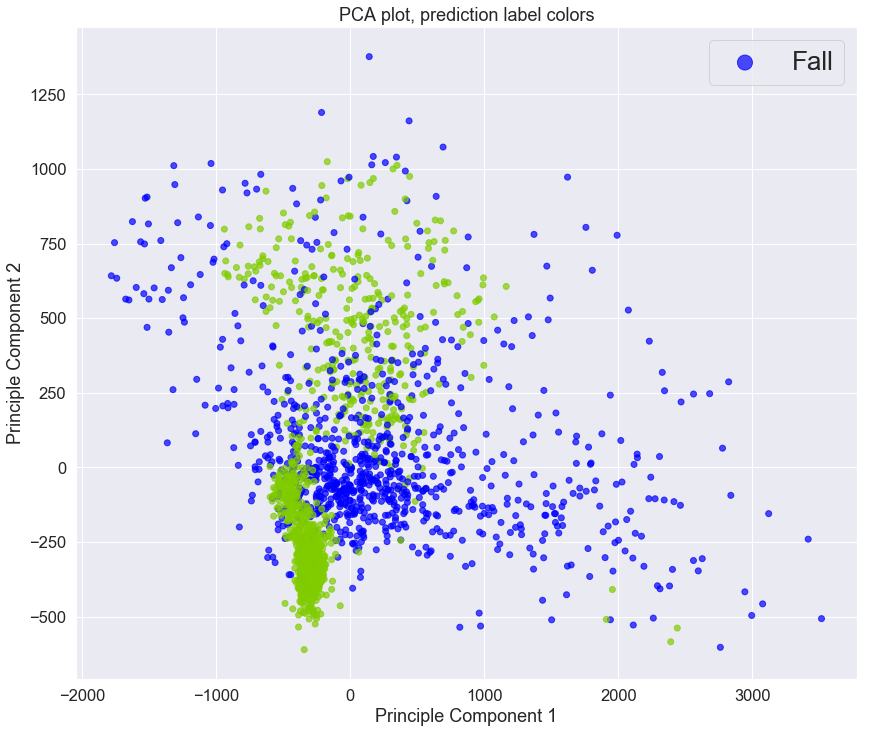 PCA plot, prediction label colors
Fall
1250
1000
750
500
250
0
−250
−500
Principle Component 2
−2000 −1000 0 1000 2000 3000
Principle Component 1